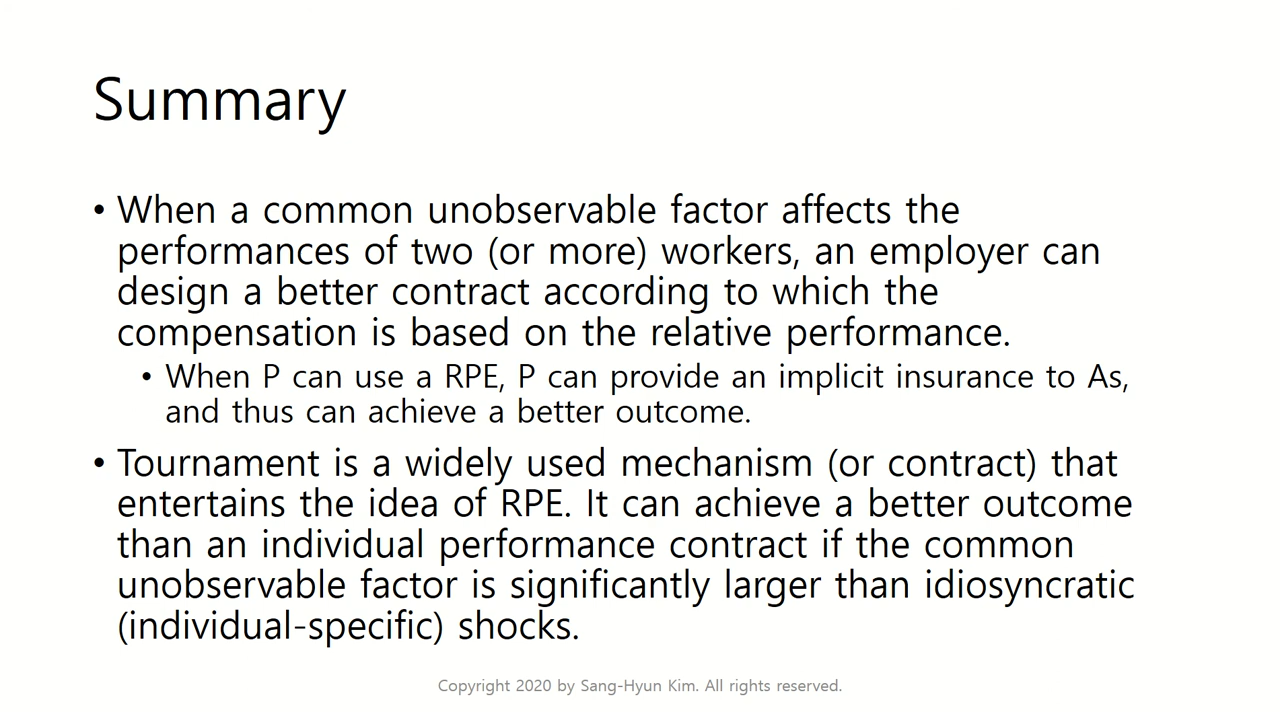 Summary
• When a common unobservable factor affects the
performances of two (or more) workers, an employer can
design a better contract according to which the
compensation is based on the relative performance.
• When P can use a RPE, P can provide an implicit insurance to As,
and thus can achieve a better outcome.
• Tournament is a widely used mechanism (or contract) that
entertains the idea of RPE. It can achieve a better outcome
than an individual performance contract if the common
unobservable factor is significantly larger than idiosyncratic
(individual-specific) shocks.
Copyright 2020 by Sang-Hyun Kim. All rights reserved.